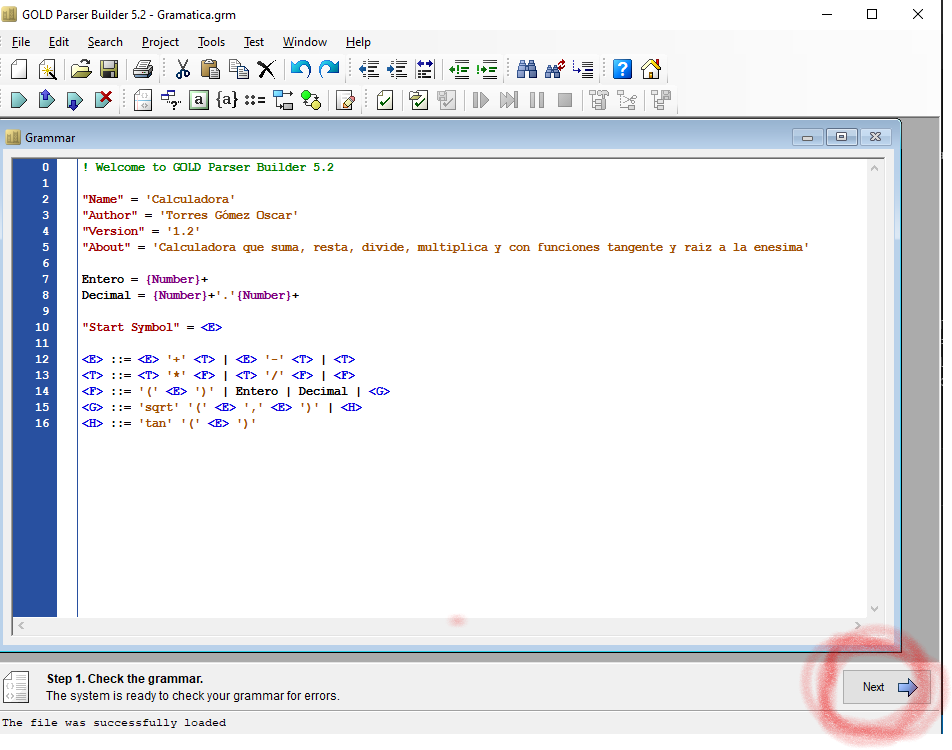 GOLD Parser Builder 5.2 - Gramatica.grm
File Edit Search Project Tools Test Window Help
Grammar
0 ! Welcome to GOLD Parser Builder 5.2
1
2 "Name" = 'Calculadora'
3 "Author" = 'Torres Gómez Oscar'
4 "Version" = '1.2'
5 "About" = 'Calculadora que suma, resta, divide, multiplica y con funciones tangente y raiz a la enesima'
6
7 Entero = {Number}+
8 Decimal = {Number}+'.'{Number}+
9
10 "Start Symbol" = <E>
11
12 <E> ::= <E> '+' <T> | <E> '-' <T> | <T>
13 <T> ::= <T> '*' <F> | <T> '/' <F> | <F>
14 <F> ::= '(' <E> ')' | Entero | Decimal | <G>
15 <G> ::= 'sqrt' '(' <E> ',' <E> ')' | <H>
16 <H> ::= 'tan' '(' <E> ')'
Step 1. Check the grammar.
The system is ready to check your grammar for errors.
Next
The file was successfully loaded